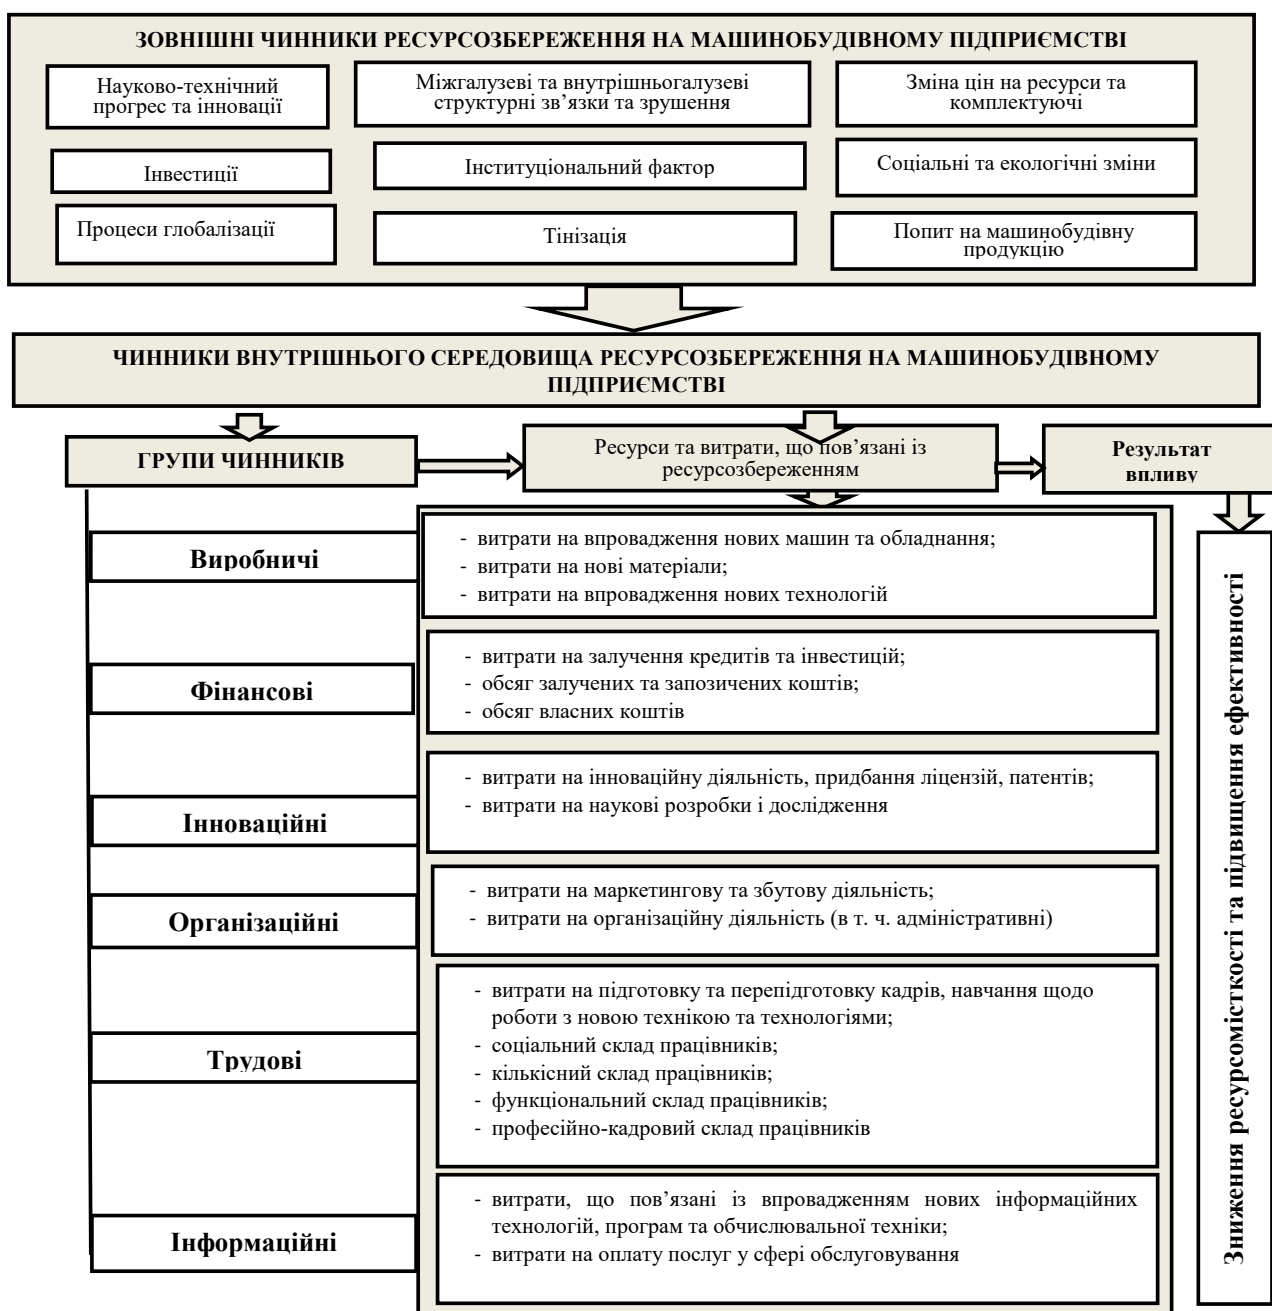 ЗОВНІШНІ ЧИННИКИ РЕСУРСОЗБЕРЕЖЕННЯ НА МАШИНОБУДІВНОМУ ПІДПРИЄМСТВІ
Науково-технічний
прогрес та інновації
Міжгалузеві та внутрішньогалузеві
структурні зв’язки та зрушення
Зміна цін на ресурси та
комплектуючі
Інвестиції
Інституціональний фактор
Соціальні та екологічні зміни
Процеси глобалізації
Тінізація
Попит на машинобудівну
продукцію
ЧИННИКИ ВНУТРІШНЬОГО СЕРЕДОВИЩА РЕСУРСОЗБЕРЕЖЕННЯ НА МАШИНОБУДІВНОМУ
ПІДПРИЄМСТВІ
ГРУПИ ЧИННИКІВ
Ресурси та витрати, що пов’язані із
ресурсозбереженням
Результат
впливу
Виробничі
- витрати на впровадження нових машин та обладнання;
- витрати на нові матеріали;
- витрати на впровадження нових технологій
Фінансові
- витрати на залучення кредитів та інвестицій;
- обсяг залучених та запозичених коштів;
- обсяг власних коштів
Інноваційні
- витрати на інноваційну діяльність, придбання ліцензій, патентів;
- витрати на наукові розробки і дослідження
Організаційні
- витрати на маркетингову та збутову діяльність;
- витрати на організаційну діяльність (в т. ч. адміністративні)
Трудові
- витрати на підготовку та перепідготовку кадрів, навчання щодо
роботи з новою технікою та технологіями;
- соціальний склад працівників;
- кількісний склад працівників;
- функціональний склад працівників;
- професійно-кадровий склад працівників
Інформаційні
- витрати, що пов’язані із впровадженням нових інформаційних
технологій, програм та обчислювальної техніки;
- витрати на оплату послуг у сфері обслуговування
Зниження ресурсомісткості та підвищення ефективності